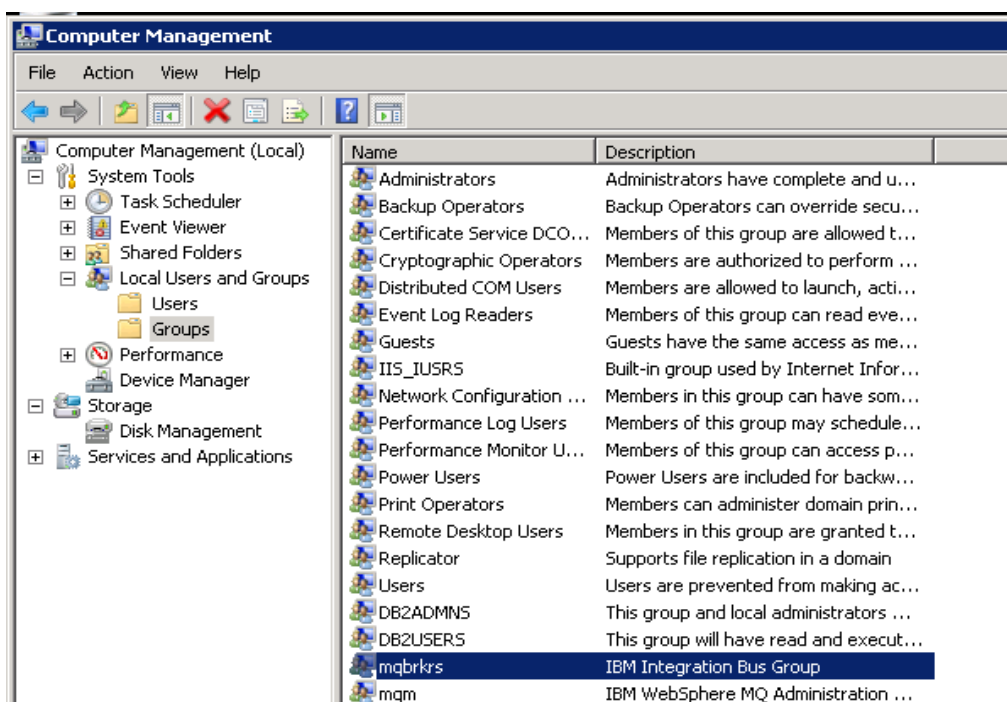 Computer Management
File Action View Help
Computer Management (Local)
System Tools
Task Scheduler
Event Viewer
Shared Folders
Local Users and Groups
Users
Groups
Performance
Device Manager
Storage
Disk Management
Services and Applications
Name Description
Administrators Administrators have complete and u...
Backup Operators Backup Operators can override secu...
Certificate Service DCO... Members of this group are allowed t...
Cryptographic Operators Members are authorized to perform ...
Distributed COM Users Members are allowed to launch, acti...
Event Log Readers Members of this group can read eve...
Guests Guests have the same access as me...
IIS_IUSRS Built-in group used by Internet Infor...
Network Configuration ... Members in this group can have som...
Performance Log Users Members of this group may schedule...
Performance Monitor U... Members of this group can access p...
Power Users Power Users are included for backw...
Print Operators Members can administer domain prin...
Remote Desktop Users Members in this group are granted t...
Replicator Supports file replication in a domain
Users Users are prevented from making ac...
DB2ADMNS This group and local administrators ...
DB2USERS This group will have read and execut...
mqbrkrs IBM Integration Bus Group
mqm IBM WebSphere MQ Administration ...